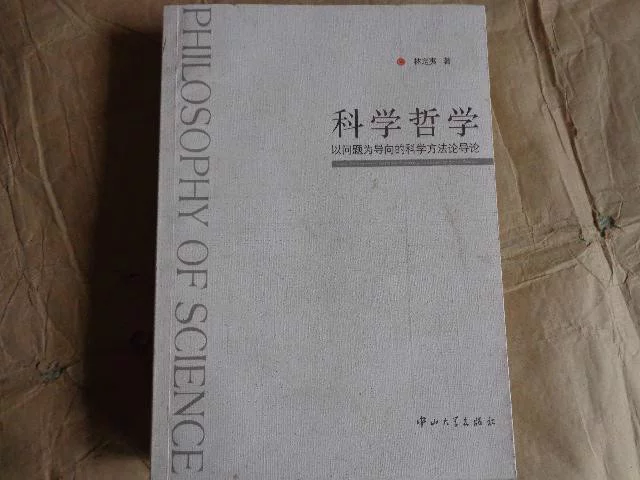 PHILOSOPHY OF SCIENCE
林定夷 著
科学哲学
以问题为导向的科学方法论导论
中山大学出版社